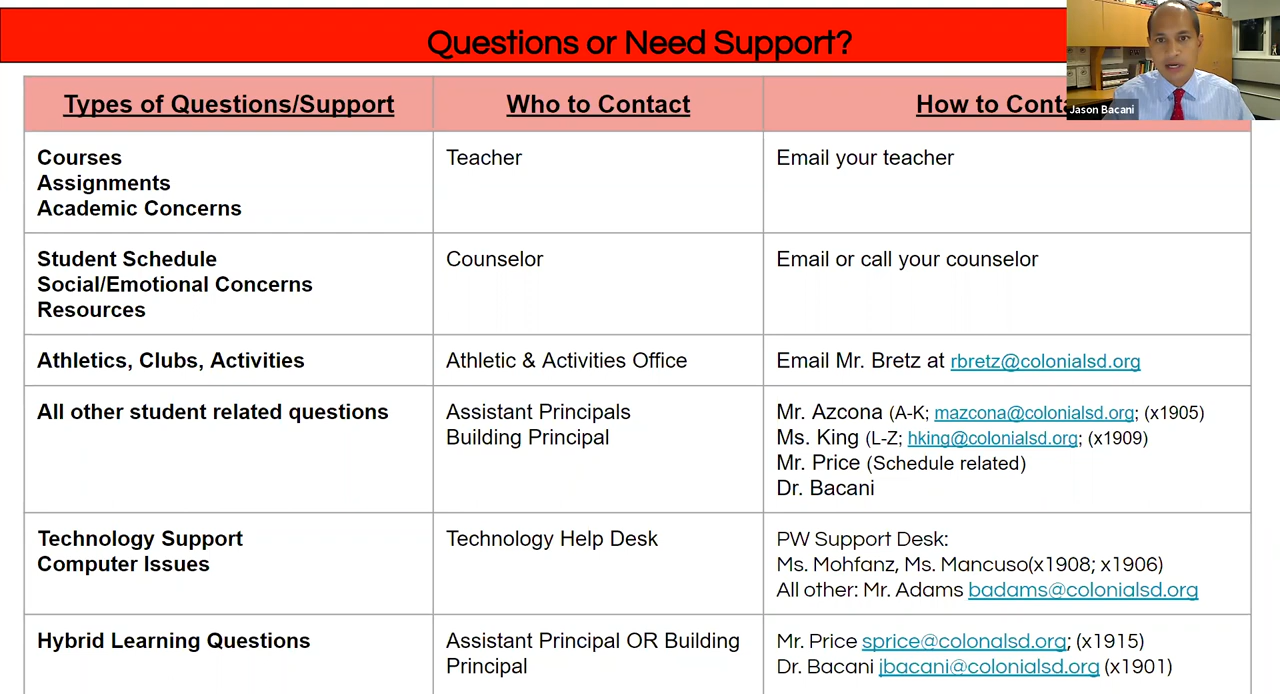 Questions or Need Support?
Jason Bacani
Types of Questions/Support
Who to Contact
How to
Courses
Assignments
Academic Concerns
Teacher
Email your teacher
Student Schedule
Social/Emotional Concerns
Resources
Counselor
Email or call your counselor
Athletics, Clubs, Activities
Athletic & Activities Office
Email Mr. Bretz at rbretz@colonialsd.org
All other student related questions
Assistant Principals
Building Principal
Mr. Azcona (A-K; mazcona@colonialsd.org; (x1905)
Ms. King (L-Z; hking@colonialsd.org; (x1909)
Mr. Price (Schedule related)
Dr. Bacani
Technology Support
Computer Issues
Technology Help Desk
PW Support Desk:
Ms. Mohfanz, Ms. Mancuso(x1908; x1906)
All other: Mr. Adams badams@colonialsd.org
Hybrid Learning Questions
Assistant Principal OR Building
Principal
Mr. Price sprice@colonalsd.org; (x1915)
Dr. Bacani jbacani@colonialsd.org (x1901)